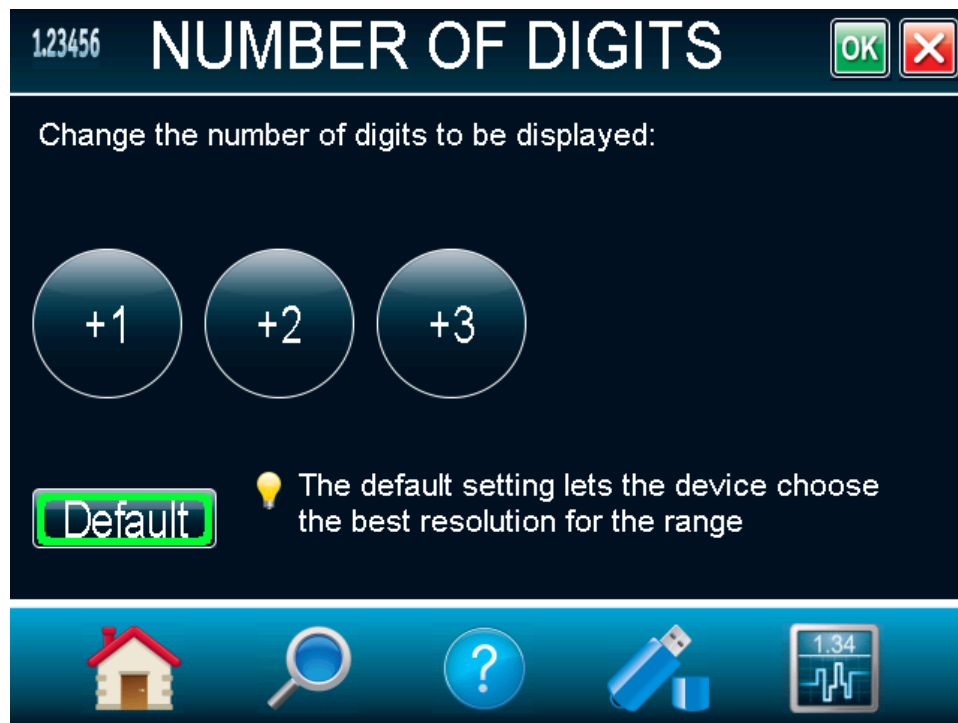 1.23456 NUMBER OF DIGITS OK
Change the number of digits to be displayed:
+1 +2 +3
Default
The default setting lets the device choose
the best resolution for the range
?
1.34